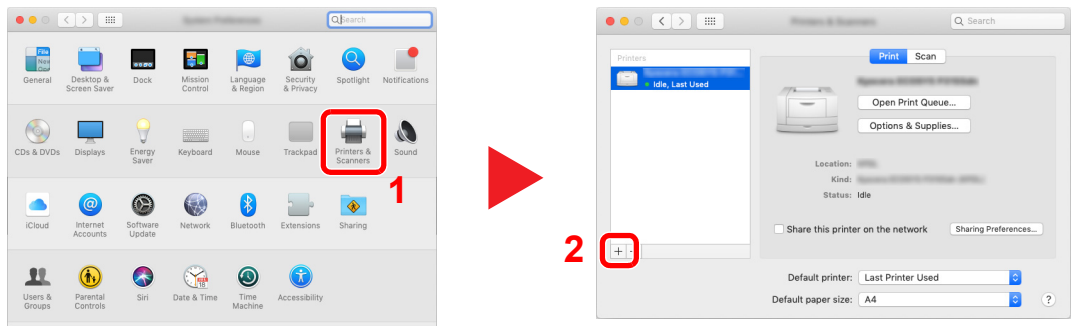 Search
File
New
General
Desktop &
Screen Saver
Dock
Mission
Control
Language
& Region
Security
& Privacy
Spotlight
Notifications
CDs & DVDs
Displays
Energy
Saver
Keyboard
Mouse
Trackpad
Printers &
Scanners
Sound
1
iCloud
Internet
Accounts
Software
Update
Network
Bluetooth
Extensions
Sharing
Users &
Groups
Parental
Controls
Siri
18
Date & Time
Time
Machine
Accessibility
Printers & Scanners
Search
Printers
Idle, Last Used
Print Scan
Open Print Queue...
Options & Supplies...
Location:
Kind:
Status: Idle
Share this printer on the network Sharing Preferences...
2
+ -
Default printer: Last Printer Used
Default paper size: A4 ?